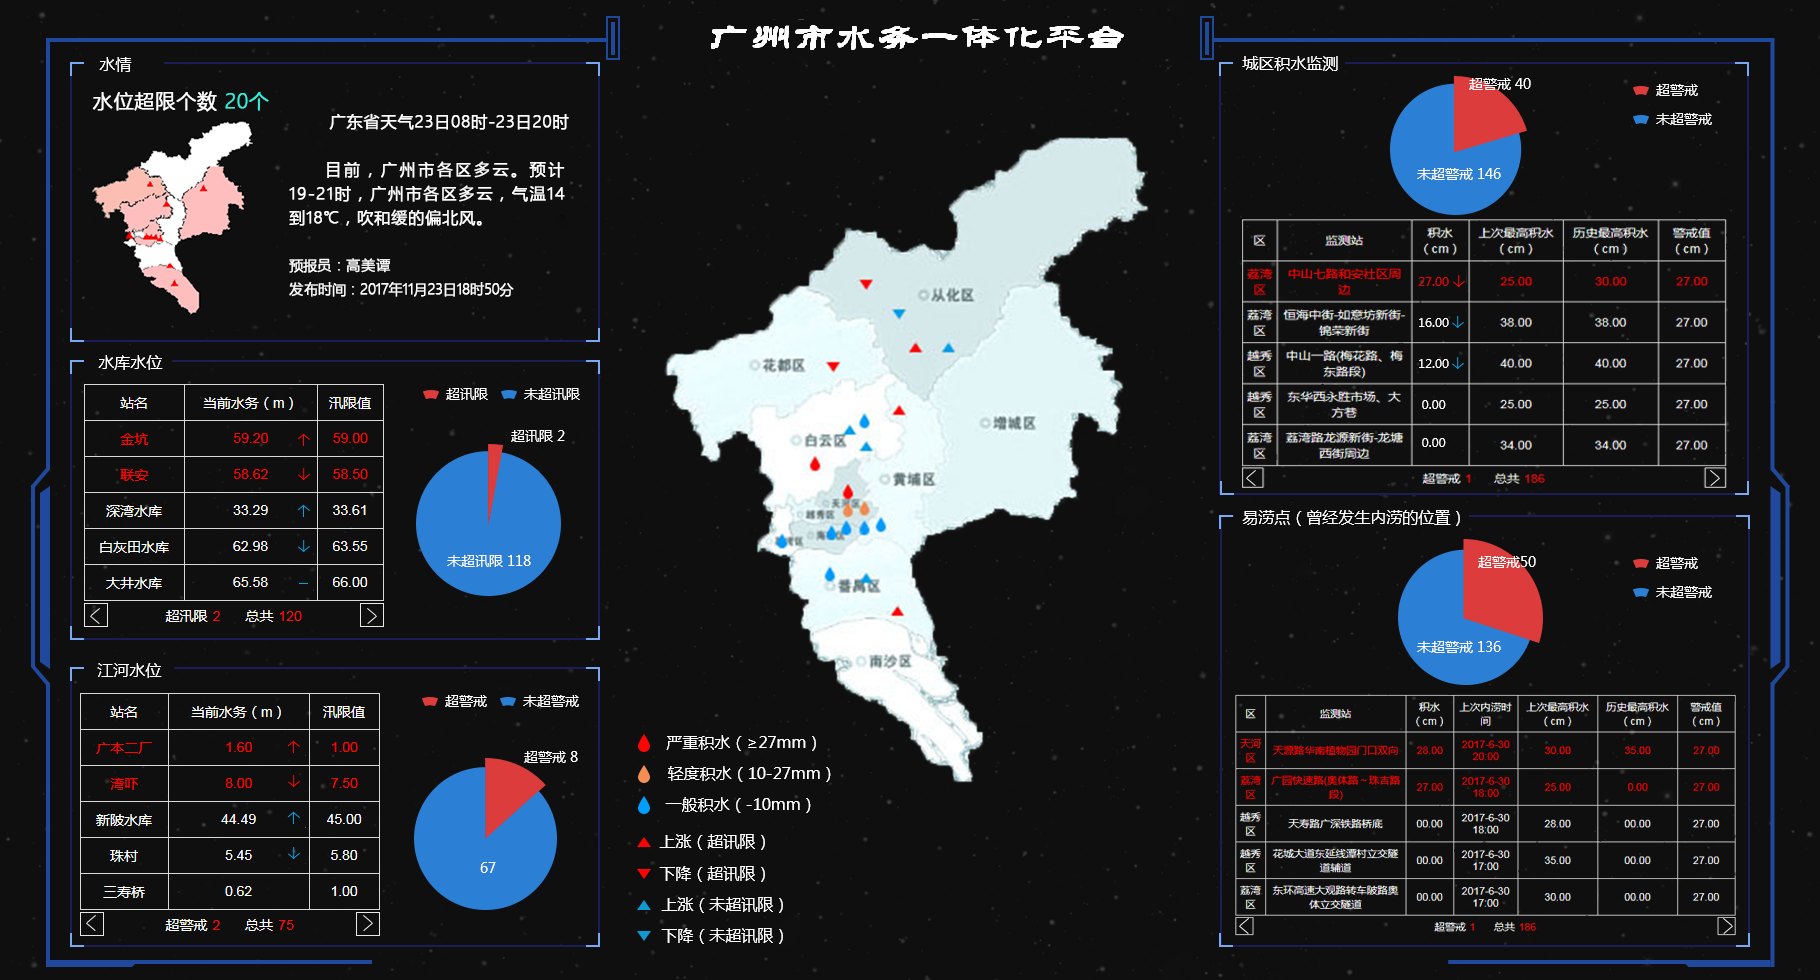 广州市水务一体化平台
水情
水位超限个数 20个
广东省天气23日08时-23日20时
目前，广州市各区多云。预计
19-21时，广州市各区多云，气温14
到18℃，吹和缓的偏北风。
预报员：高美谭
发布时间：2017年11月23日18时50分
水库水位
站名 当前水务（m） 汛限值
金坑 59.20 ↑ 59.00
联安 58.62 ↓ 58.50
深湾水库 33.29 ↑ 33.61
白灰田水库 62.98 ↓ 63.55
大井水库 65.58 — 66.00
超汛限 2 总共 120
超讯限 未超讯限
超讯限 2
未超讯限 118
江河水位
站名 当前水务（m） 汛限值
广本二厂 1.60 ↑ 1.00
湾吓 8.00 ↓ 7.50
新陂水库 44.49 ↑ 45.00
珠村 5.45 ↓ 5.80
三寿桥 0.62 1.00
超警戒 2 总共 75
超警戒 未超警戒
超警戒 8
67
从化区
花都区
增城区
白云区
黄埔区
天河区
越秀区
番禺区
南沙区
严重积水（≥27mm）
轻度积水（10-27mm）
一般积水（-10mm）
上涨（超讯限）
下降（超讯限）
上涨（未超讯限）
下降（未超讯限）
城区积水监测
超警戒 40
未超警戒 146
超警戒
未超警戒
区 监测站 积水（cm） 上次最高积水（cm） 历史最高积水（cm） 警戒值（cm）
荔湾区 中山七路和安社区周边 27.00 ↓ 25.00 30.00 27.00
荔湾区 恒海中街-如意坊新街-锦荣新街 16.00 ↓ 38.00 38.00 27.00
越秀区 中山一路(梅花路、梅东路段) 12.00 ↓ 40.00 40.00 27.00
越秀区 东华西永胜市场、大方巷 0.00 25.00 25.00 27.00
荔湾区 荔湾路龙源新街-龙塘西街周边 0.00 34.00 34.00 27.00
超警戒 1 总共 186
易涝点（曾经发生内涝的位置）
超警戒50
未超警戒 136
超警戒
未超警戒
区 监测站 积水（cm） 上次内涝时间 上次最高积水（cm） 历史最高积水（cm） 警戒值（cm）
天河区 天源路华南植物园门口双向 28.00 2017-6-30 20:00 30.00 35.00 27.00
荔湾区 广园快速路(奥体路～珠吉路段) 27.00 2017-6-30 18:00 25.00 0.00 27.00
越秀区 天寿路广深铁路桥底 00.00 2017-6-30 18:00 28.00 00.00 27.00
越秀区 花城大道东延线潭村立交隧道辅道 00.00 2017-6-30 17:00 35.00 00.00 27.00
荔湾区 东环高速大观路转车陂路奥体立交隧道 00.00 2017-6-30 17:00 30.00 00.00 27.00
超警戒 1 总共 186